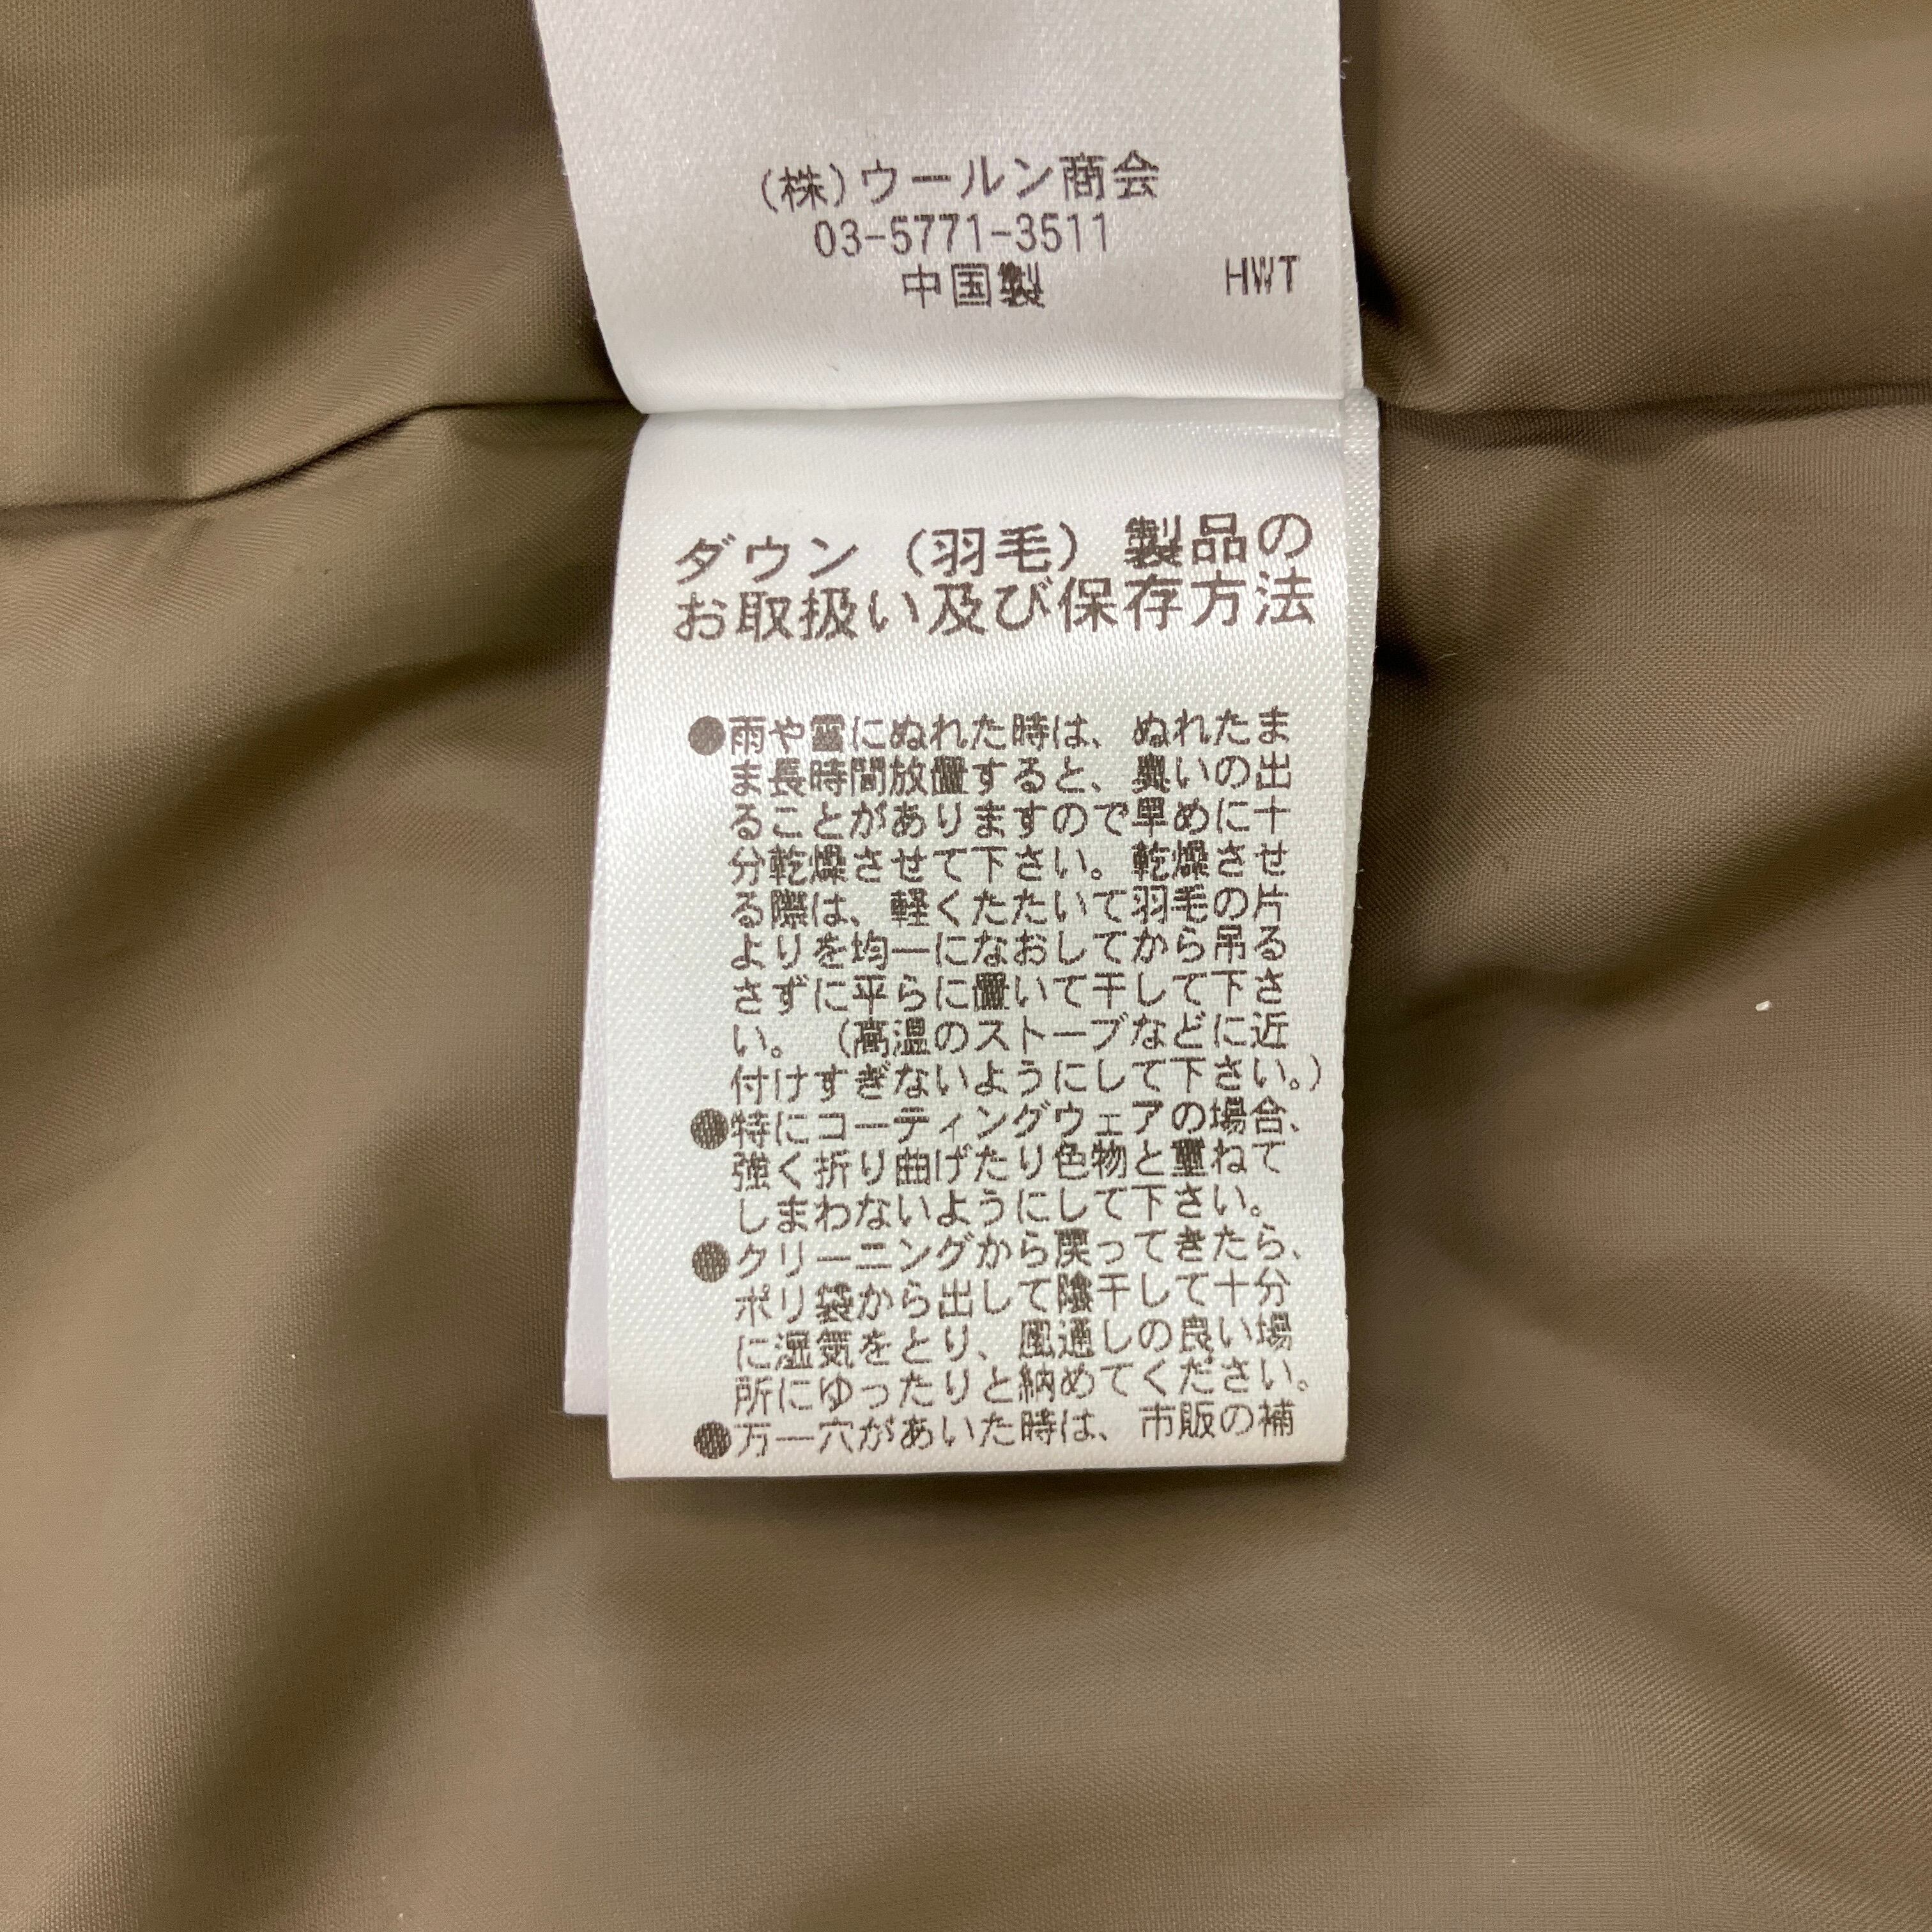 (株)ウールン商会
03-5771-3511
中国製
HWT
ダウン（羽毛）製品の
お取扱い及び保存方法
●雨や雪にぬれた時は、ぬれたま
ま長時間放置すると、臭いの出
ることがありますので早めに十
分乾燥させて下さい。乾燥させ
る際は、軽くたたいて羽毛の片
よりを均一になおしてから吊る
さずに平らに置いて干して下さ
い。（高温のストーブなどに近
付けすぎないようにして下さい。）
●特にコーティングウェアの場合、
強く折り曲げたり色物と重ねて
しまわないようにして下さい。
●クリーニングから戻ってきたら、
ポリ袋から出して陰干して十分
に湿気をとり、風通しの良い場
所にゆったりと納めてください。
●万一穴があいた時は、市販の補